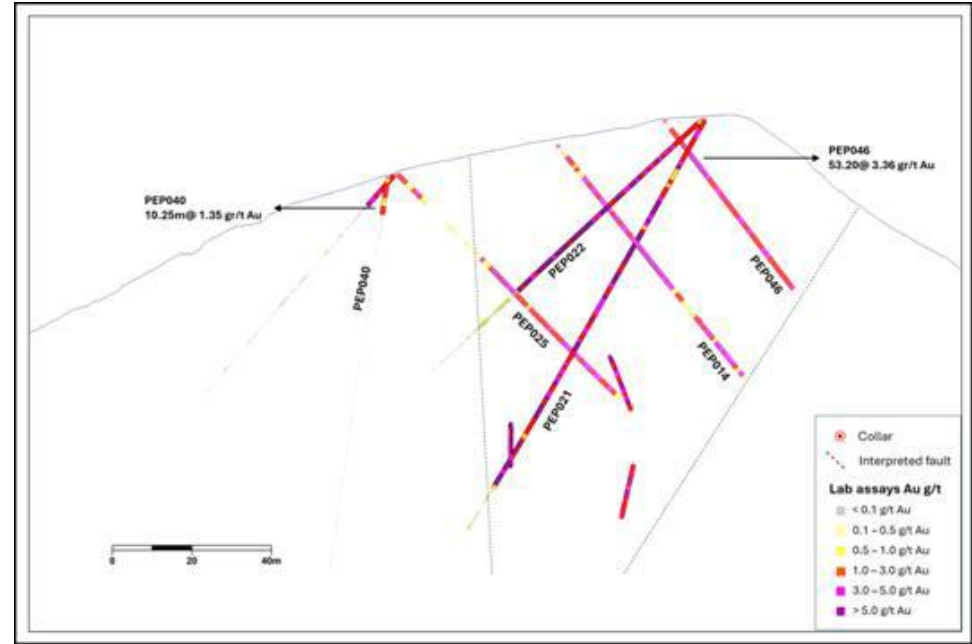 PEP046
53.20@ 3.36 gr/t Au
PEP040
10.25m@ 1.35 gr/t Au
PEP040
PEP022
PEP025
PEP021
PEP014
PEP046
Collar
Interpreted fault
Lab assays Au g/t
< 0.1 g/t Au
0.1 – 0.5 g/t Au
0.5 – 1.0 g/t Au
1.0 – 3.0 g/t Au
3.0 – 5.0 g/t Au
> 5.0 g/t Au
0 20 40m